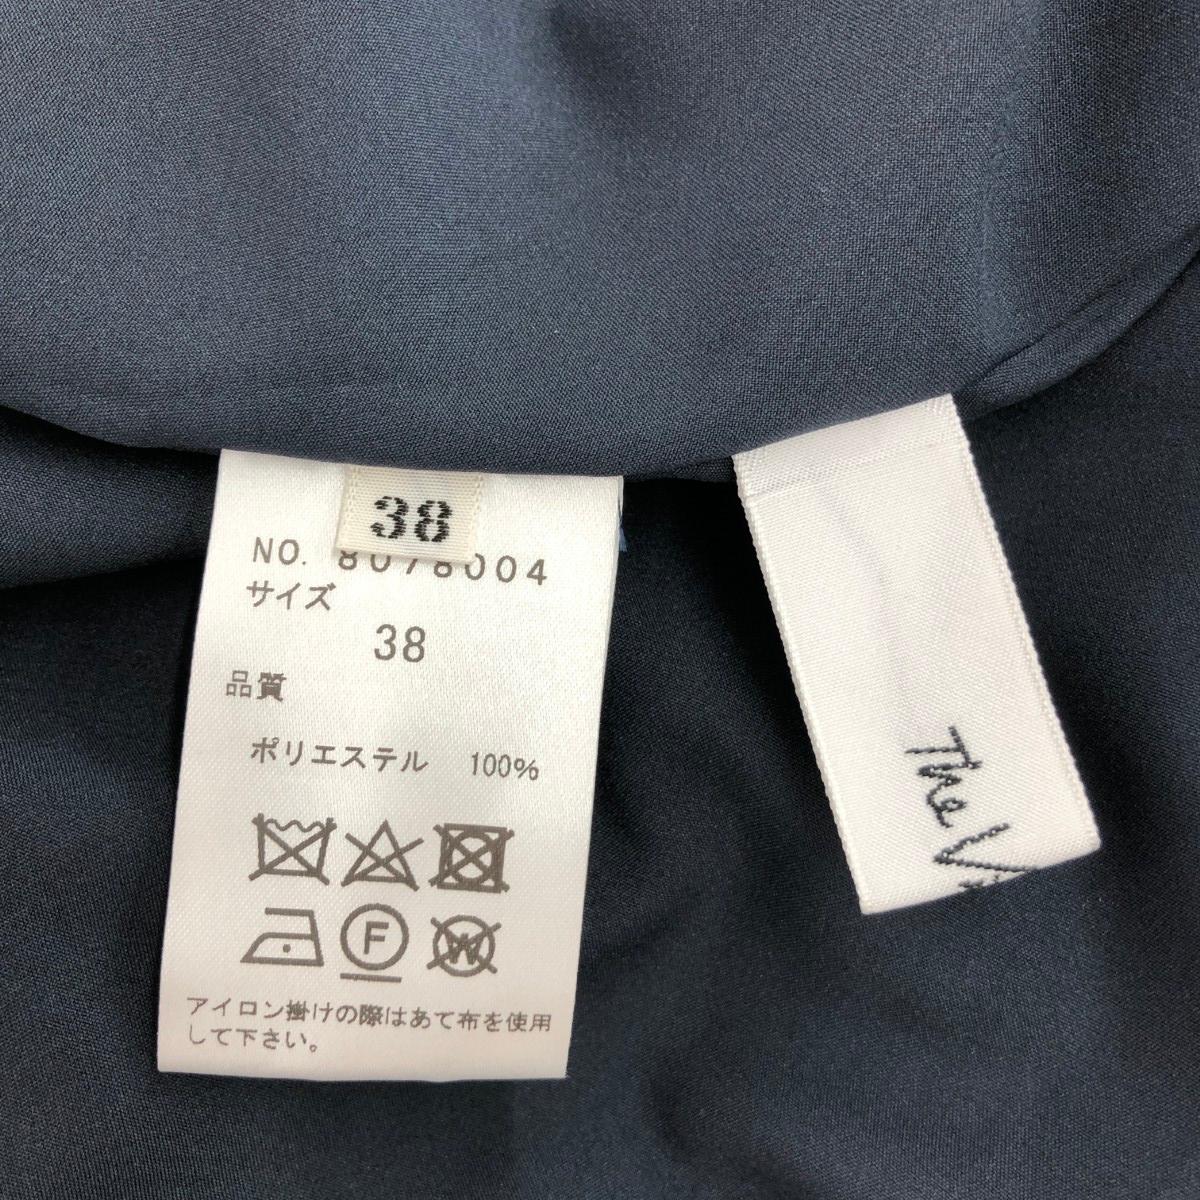 38
NO. 8078004
サイズ
38
品質
ポリエステル 100%
F
W
アイロン掛けの際はあて布を使用
して下さい。
The